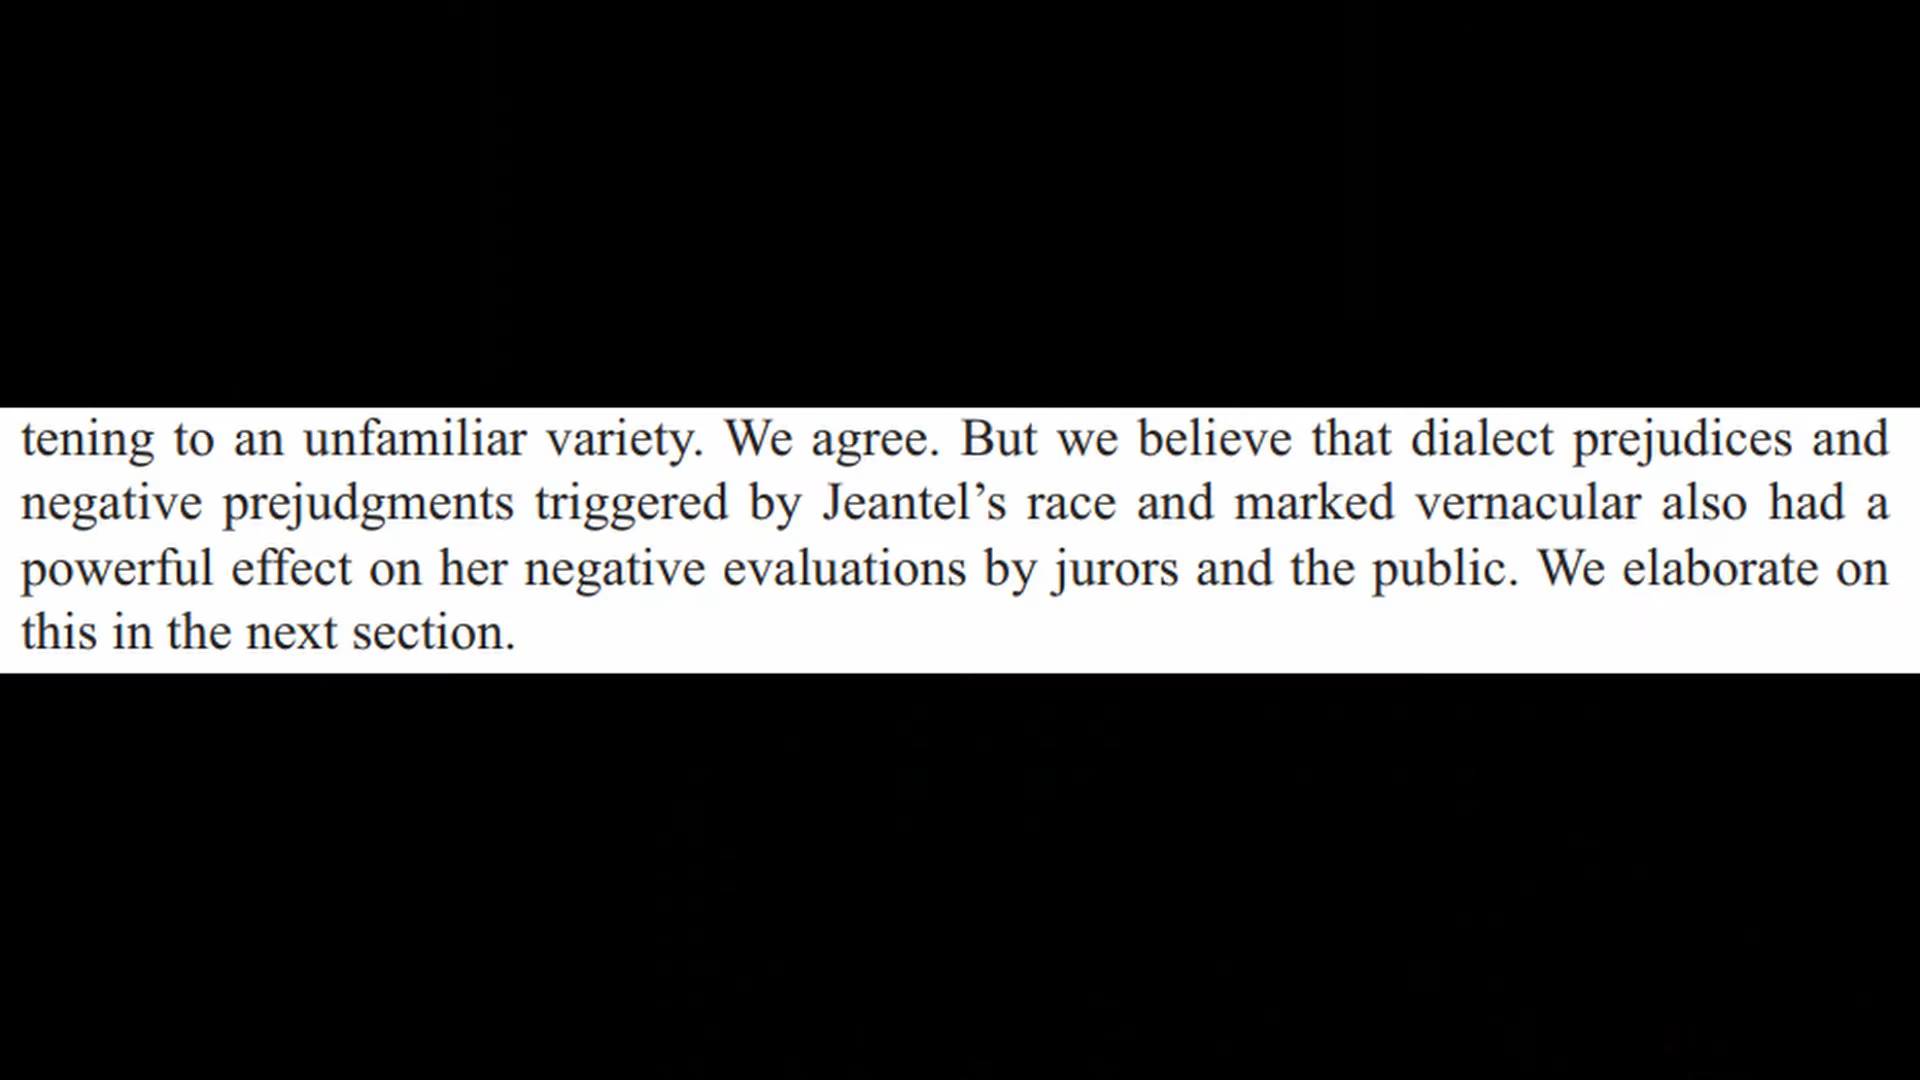 tening to an unfamiliar variety. We agree. But we believe that dialect prejudices and
negative prejudgments triggered by Jeantel’s race and marked vernacular also had a
powerful effect on her negative evaluations by jurors and the public. We elaborate on
this in the next section.